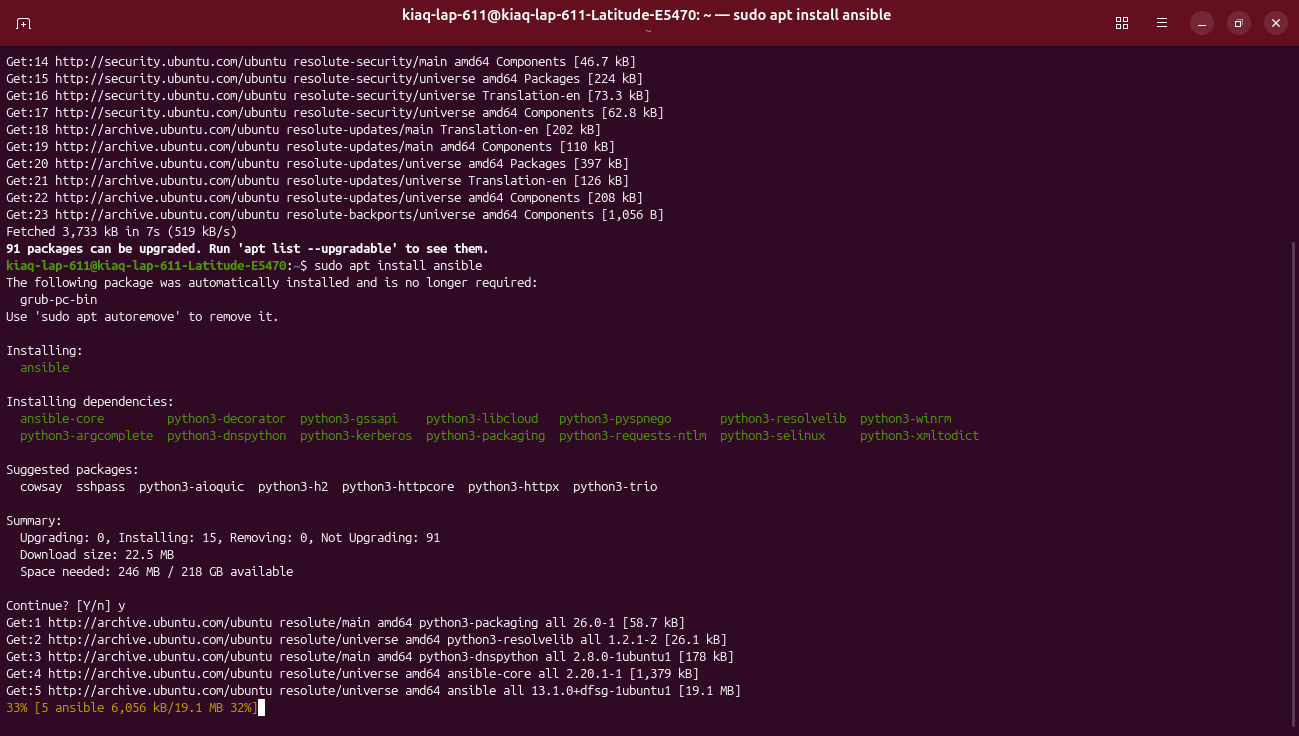 kiaq-lap-611@kiaq-lap-611-Latitude-E5470: ~ — sudo apt install ansible
~
Get:14 http://security.ubuntu.com/ubuntu resolute-security/main amd64 Components [46.7 kB]
Get:15 http://security.ubuntu.com/ubuntu resolute-security/universe amd64 Packages [224 kB]
Get:16 http://security.ubuntu.com/ubuntu resolute-security/universe Translation-en [73.3 kB]
Get:17 http://security.ubuntu.com/ubuntu resolute-security/universe amd64 Components [62.8 kB]
Get:18 http://archive.ubuntu.com/ubuntu resolute-updates/main Translation-en [202 kB]
Get:19 http://archive.ubuntu.com/ubuntu resolute-updates/main amd64 Components [110 kB]
Get:20 http://archive.ubuntu.com/ubuntu resolute-updates/universe amd64 Packages [397 kB]
Get:21 http://archive.ubuntu.com/ubuntu resolute-updates/universe Translation-en [126 kB]
Get:22 http://archive.ubuntu.com/ubuntu resolute-updates/universe amd64 Components [208 kB]
Get:23 http://archive.ubuntu.com/ubuntu resolute-backports/universe amd64 Components [1,056 B]
Fetched 3,733 kB in 7s (519 kB/s)
91 packages can be upgraded. Run 'apt list --upgradable' to see them.
kiaq-lap-611@kiaq-lap-611-Latitude-E5470:~$ sudo apt install ansible
The following package was automatically installed and is no longer required:
  grub-pc-bin
Use 'sudo apt autoremove' to remove it.

Installing:
  ansible

Installing dependencies:
  ansible-core         python3-decorator  python3-gssapi    python3-libcloud   python3-pyspnego       python3-resolvelib  python3-winrm
  python3-argcomplete  python3-dnspython  python3-kerberos  python3-packaging  python3-requests-ntlm  python3-selinux     python3-xmltodict

Suggested packages:
  cowsay  sshpass  python3-aioquic  python3-h2  python3-httpcore  python3-httpx  python3-trio

Summary:
  Upgrading: 0, Installing: 15, Removing: 0, Not Upgrading: 91
  Download size: 22.5 MB
  Space needed: 246 MB / 218 GB available

Continue? [Y/n] y
Get:1 http://archive.ubuntu.com/ubuntu resolute/main amd64 python3-packaging all 26.0-1 [58.7 kB]
Get:2 http://archive.ubuntu.com/ubuntu resolute/universe amd64 python3-resolvelib all 1.2.1-2 [26.1 kB]
Get:3 http://archive.ubuntu.com/ubuntu resolute/main amd64 python3-dnspython all 2.8.0-1ubuntu1 [178 kB]
Get:4 http://archive.ubuntu.com/ubuntu resolute/universe amd64 ansible-core all 2.20.1-1 [1,379 kB]
Get:5 http://archive.ubuntu.com/ubuntu resolute/universe amd64 ansible all 13.1.0+dfsg-1ubuntu1 [19.1 MB]
33% [5 ansible 6,056 kB/19.1 MB 32%]